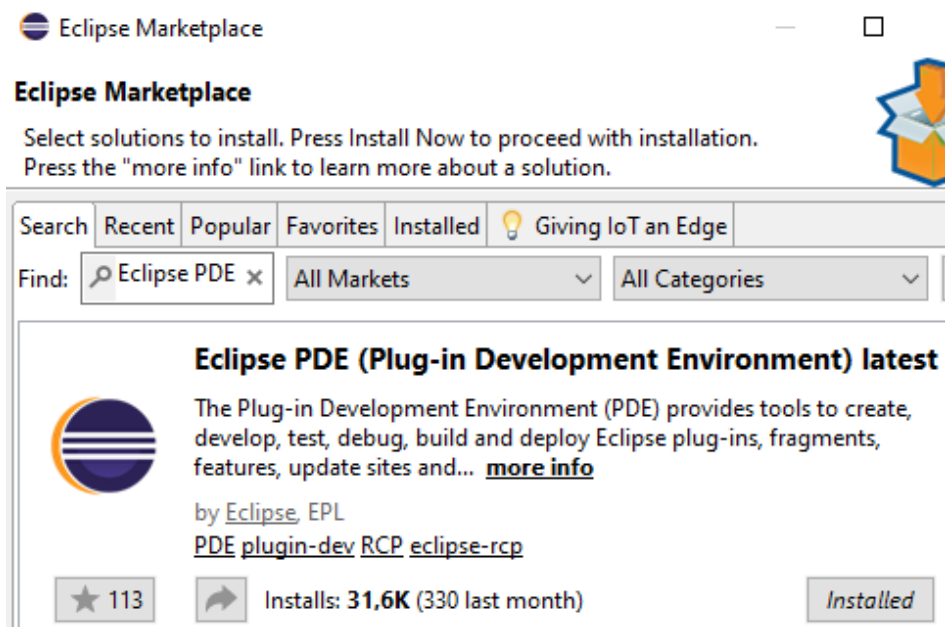 Eclipse Marketplace
Eclipse Marketplace
Select solutions to install. Press Install Now to proceed with installation.
Press the "more info" link to learn more about a solution.
Search Recent Popular Favorites Installed Giving IoT an Edge
Find: Eclipse PDE All Markets All Categories
Eclipse PDE (Plug-in Development Environment) latest
The Plug-in Development Environment (PDE) provides tools to create,
develop, test, debug, build and deploy Eclipse plug-ins, fragments,
features, update sites and... more info
by Eclipse, EPL
PDE plugin-dev RCP eclipse-rcp
113 Installs: 31,6K (330 last month) Installed